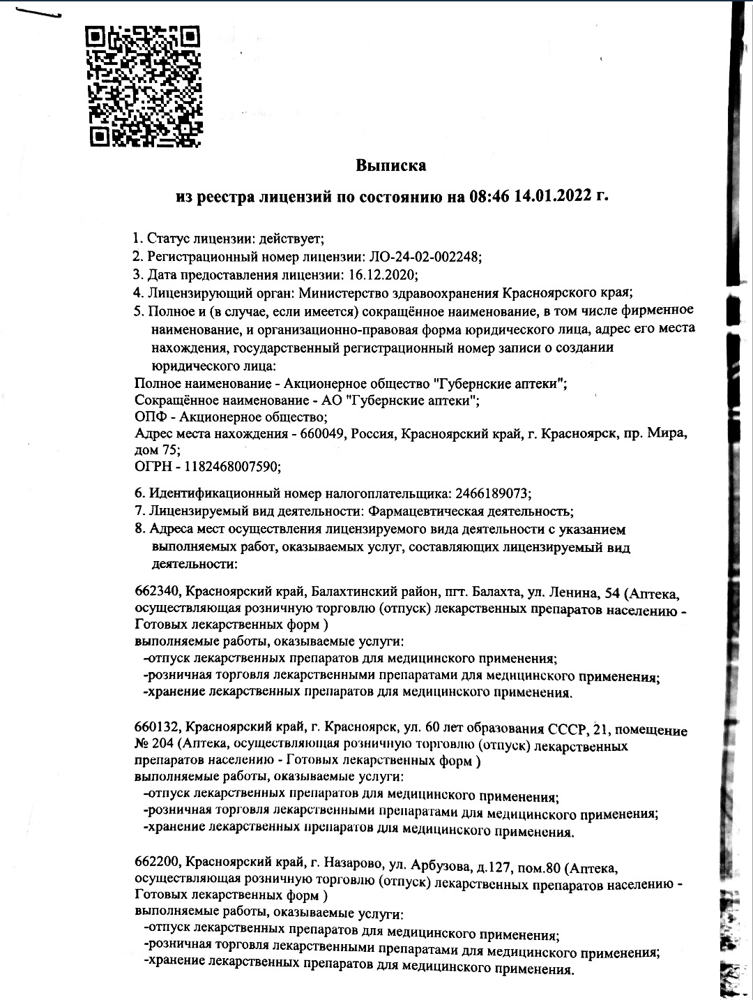 Выписка
из реестра лицензий по состоянию на 08:46 14.01.2022 г.
1. Статус лицензии: действует;
2. Регистрационный номер лицензии: ЛО-24-02-002248;
3. Дата предоставления лицензии: 16.12.2020;
4. Лицензирующий орган: Министерство здравоохранения Красноярского края;
5. Полное и (в случае, если имеется) сокращённое наименование, в том числе фирменное
наименование, и организационно-правовая форма юридического лица, адрес его места
нахождения, государственный регистрационный номер записи о создании
юридического лица:
Полное наименование - Акционерное общество "Губернские аптеки";
Сокращённое наименование - АО "Губернские аптеки";
ОПФ - Акционерное общество;
Адрес места нахождения - 660049, Россия, Красноярский край, г. Красноярск, пр. Мира,
дом 75;
ОГРН - 1182468007590;
6. Идентификационный номер налогоплательщика: 2466189073;
7. Лицензируемый вид деятельности: Фармацевтическая деятельность;
8. Адреса мест осуществления лицензируемого вида деятельности с указанием
выполняемых работ, оказываемых услуг, составляющих лицензируемый вид
деятельности:
662340, Красноярский край, Балахтинский район, пгт. Балахта, ул. Ленина, 54 (Аптека,
осуществляющая розничную торговлю (отпуск) лекарственных препаратов населению -
Готовых лекарственных форм )
выполняемые работы, оказываемые услуги:
-отпуск лекарственных препаратов для медицинского применения;
-розничная торговля лекарственными препаратами для медицинского применения;
-хранение лекарственных препаратов для медицинского применения.
660132, Красноярский край, г. Красноярск, ул. 60 лет образования СССР, 21, помещение
№ 204 (Аптека, осуществляющая розничную торговлю (отпуск) лекарственных
препаратов населению - Готовых лекарственных форм )
выполняемые работы, оказываемые услуги:
-отпуск лекарственных препаратов для медицинского применения;
-розничная торговля лекарственными препаратами для медицинского применения;
-хранение лекарственных препаратов для медицинского применения.
662200, Красноярский край, г. Назарово, ул. Арбузова, д.127, пом.80 (Аптека,
осуществляющая розничную торговлю (отпуск) лекарственных препаратов населению -
Готовых лекарственных форм )
выполняемые работы, оказываемые услуги:
-отпуск лекарственных препаратов для медицинского применения;
-розничная торговля лекарственными препаратами для медицинского применения;
-хранение лекарственных препаратов для медицинского применения.